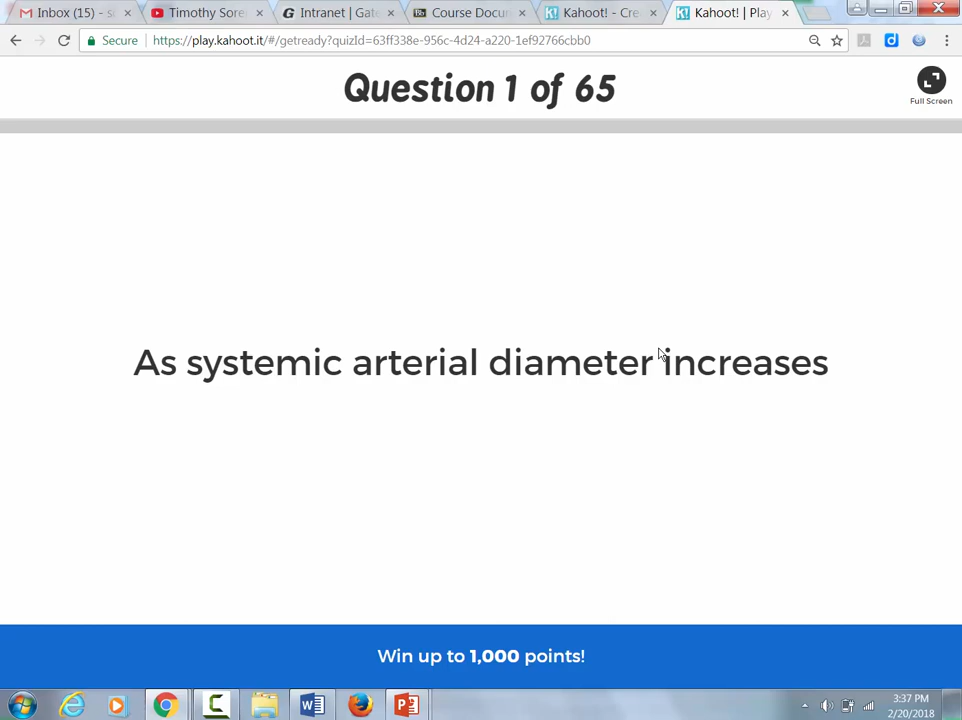 Inbox (15) - s
Timothy Sore
Intranet | Gate
Course Docum
Kahoot! - Cre
Kahoot! | Play
Secure
https://play.kahoot.it/#/getready?quizId=63ff338e-956c-4d24-a220-1ef92766cbb0
Question 1 of 65
Full Screen
As systemic arterial diameter increases
Win up to 1,000 points!
3:37 PM
2/20/2018